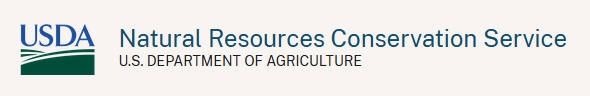 USDA
Natural Resources Conservation Service
U.S. DEPARTMENT OF AGRICULTURE